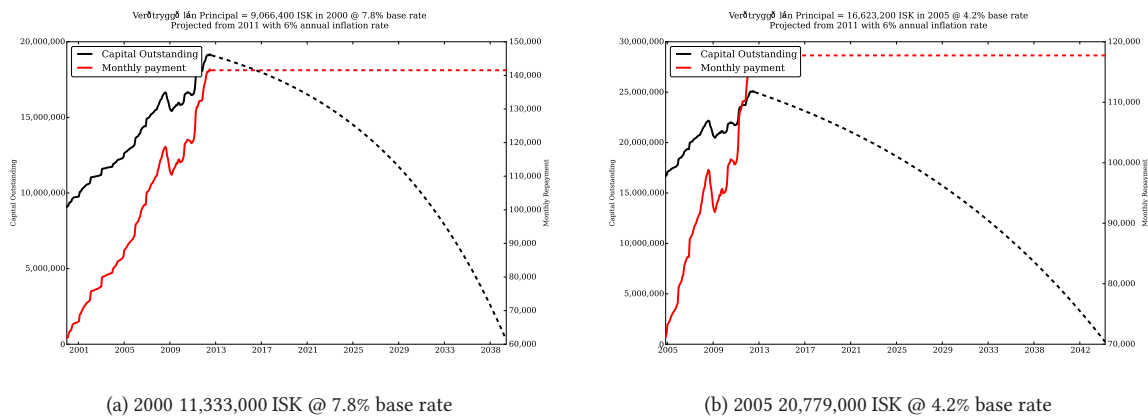 Verðtryggð lán Principal = 9,066,400 ISK in 2000 @ 7.8% base rate
Projected from 2011 with 6% annual inflation rate
20,000,000
15,000,000
10,000,000
5,000,000
0
Capital Outstanding
Capital Outstanding
Monthly payment
150,000
140,000
130,000
120,000
110,000
100,000
90,000
80,000
70,000
60,000
Monthly Repayment
2001 2005 2009 2013 2017 2021 2025 2029 2033 2038
(a) 2000 11,333,000 ISK @ 7.8% base rate
Verðtryggð lán Principal = 16,623,200 ISK in 2005 @ 4.2% base rate
Projected from 2011 with 6% annual inflation rate
30,000,000
25,000,000
20,000,000
15,000,000
10,000,000
5,000,000
0
Capital Outstanding
Capital Outstanding
Monthly payment
120,000
110,000
100,000
90,000
80,000
70,000
Monthly Repayment
2005 2009 2013 2017 2021 2025 2029 2033 2038 2042
(b) 2005 20,779,000 ISK @ 4.2% base rate